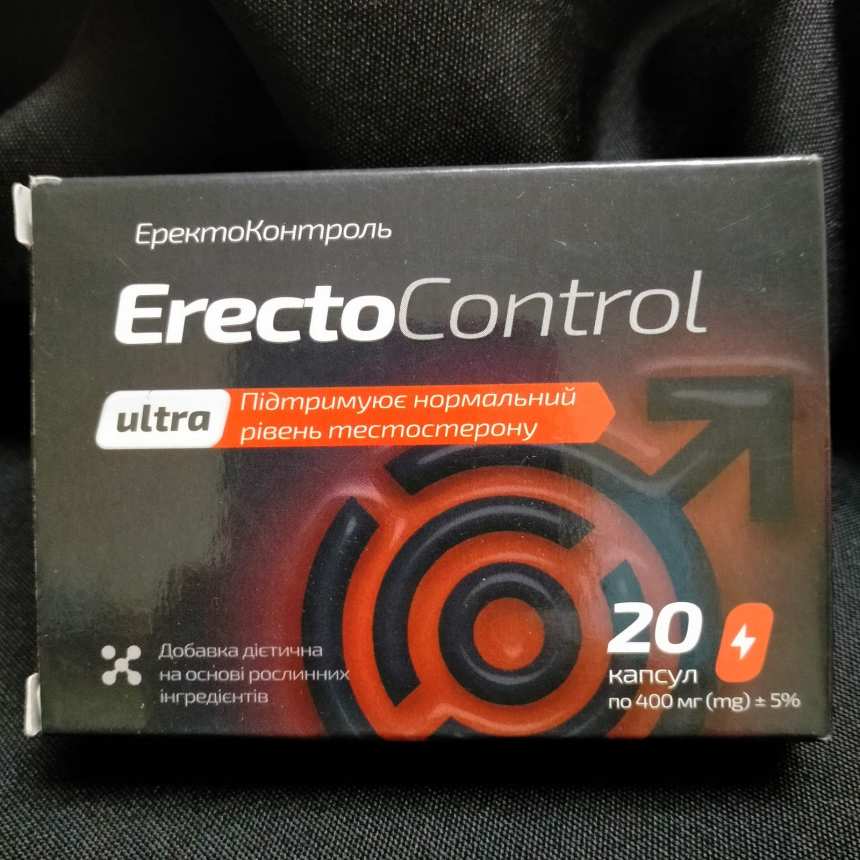 ЕректоКонтроль
ErectoControl
ultra
Підтримуює нормальний
рівень тестостерону
Добавка дієтична
на основі рослинних
інгредієнтів
20
капсул
по 400 мг (mg) ± 5%